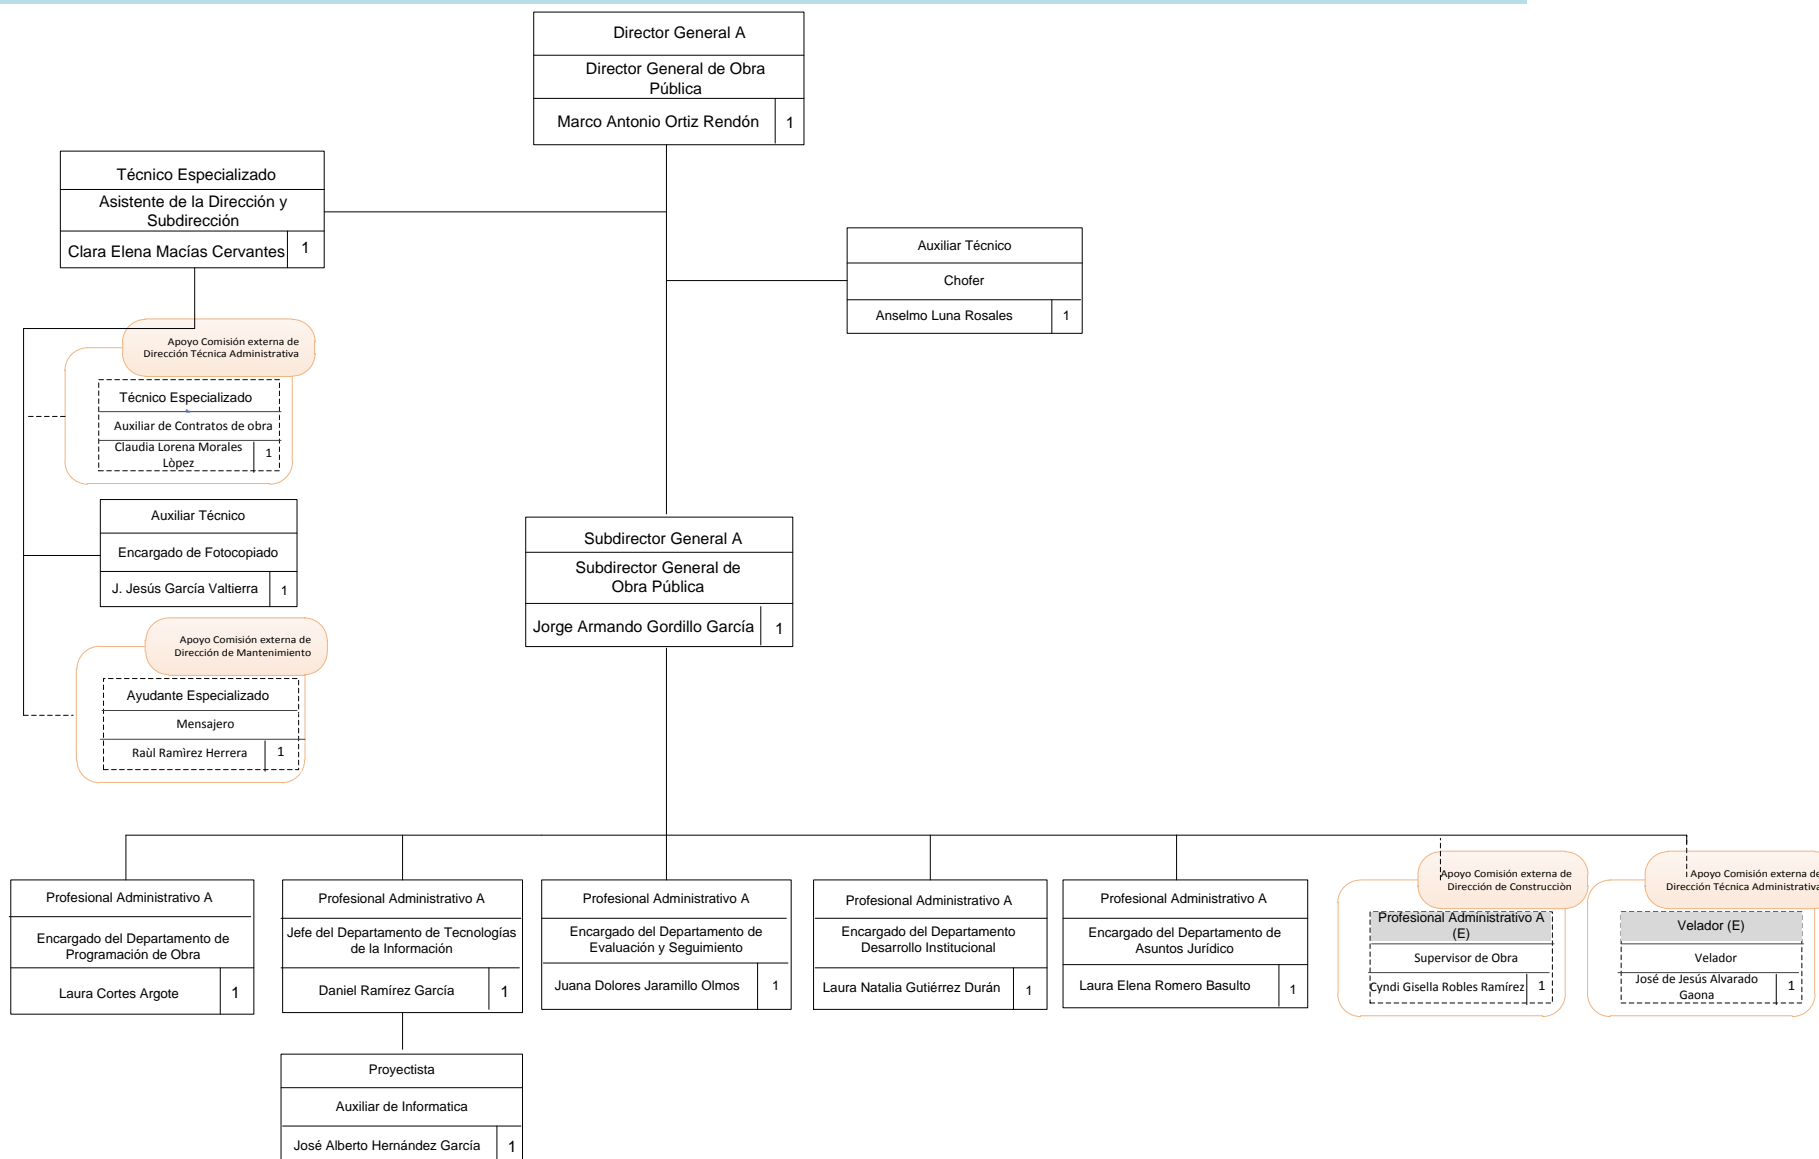 Director General A
Director General de Obra
Pública
Marco Antonio Ortiz Rendón 1
Técnico Especializado
Asistente de la Dirección y
Subdirección
Clara Elena Macías Cervantes 1
Auxiliar Técnico
Chofer
Anselmo Luna Rosales 1
Apoyo Comisión externa de
Dirección Técnica Administrativa
Técnico Especializado
Auxiliar de Contratos de obra
Claudia Lorena Morales
Lòpez 1
Auxiliar Técnico
Encargado de Fotocopiado
J. Jesús García Valtierra 1
Apoyo Comisión externa de
Dirección de Mantenimiento
Ayudante Especializado
Mensajero
Raùl Ramìrez Herrera 1
Subdirector General A
Subdirector General de
Obra Pública
Jorge Armando Gordillo García 1
Profesional Administrativo A
Encargado del Departamento de
Programación de Obra
Laura Cortes Argote 1
Profesional Administrativo A
Jefe del Departamento de Tecnologías
de la Información
Daniel Ramírez García 1
Proyectista
Auxiliar de Informatica
José Alberto Hernández García 1
Profesional Administrativo A
Encargado del Departamento de
Evaluación y Seguimiento
Juana Dolores Jaramillo Olmos 1
Profesional Administrativo A
Encargado del Departamento
Desarrollo Institucional
Laura Natalia Gutiérrez Durán 1
Profesional Administrativo A
Encargado del Departamento de
Asuntos Jurídico
Laura Elena Romero Basulto 1
Apoyo Comisión externa de
Dirección de Construcciòn
Profesional Administrativo A
(E)
Supervisor de Obra
Cyndi Gisella Robles Ramírez 1
Apoyo Comisión externa de
Dirección Técnica Administrativa
Velador (E)
Velador
José de Jesús Alvarado
Gaona 1